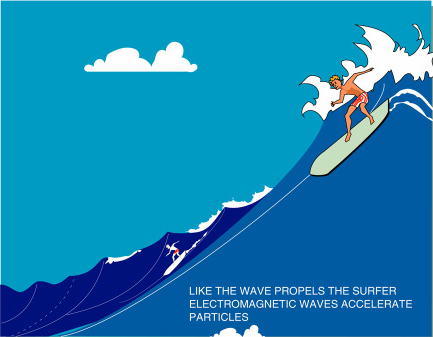 LIKE THE WAVE PROPELS THE SURFER
ELECTROMAGNETIC WAVES ACCELERATE
PARTICLES